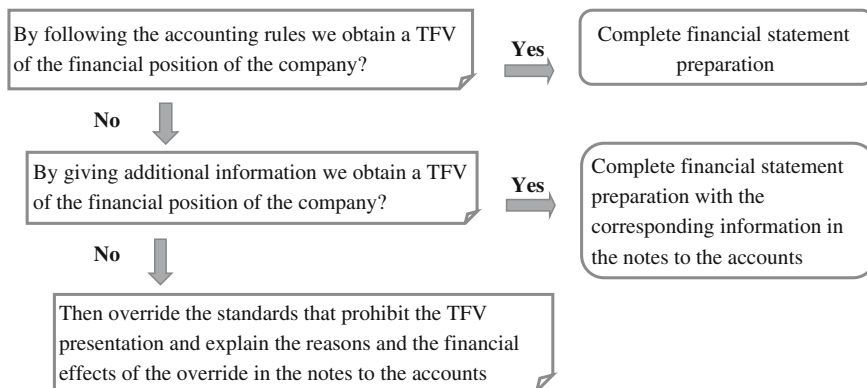 By following the accounting rules we obtain a TFV
of the financial position of the company?
Yes
Complete financial statement
preparation
No
By giving additional information we obtain a TFV
of the financial position of the company?
Yes
Complete financial statement
preparation with the
corresponding information in
the notes to the accounts
No
Then override the standards that prohibit the TFV
presentation and explain the reasons and the financial
effects of the override in the notes to the accounts